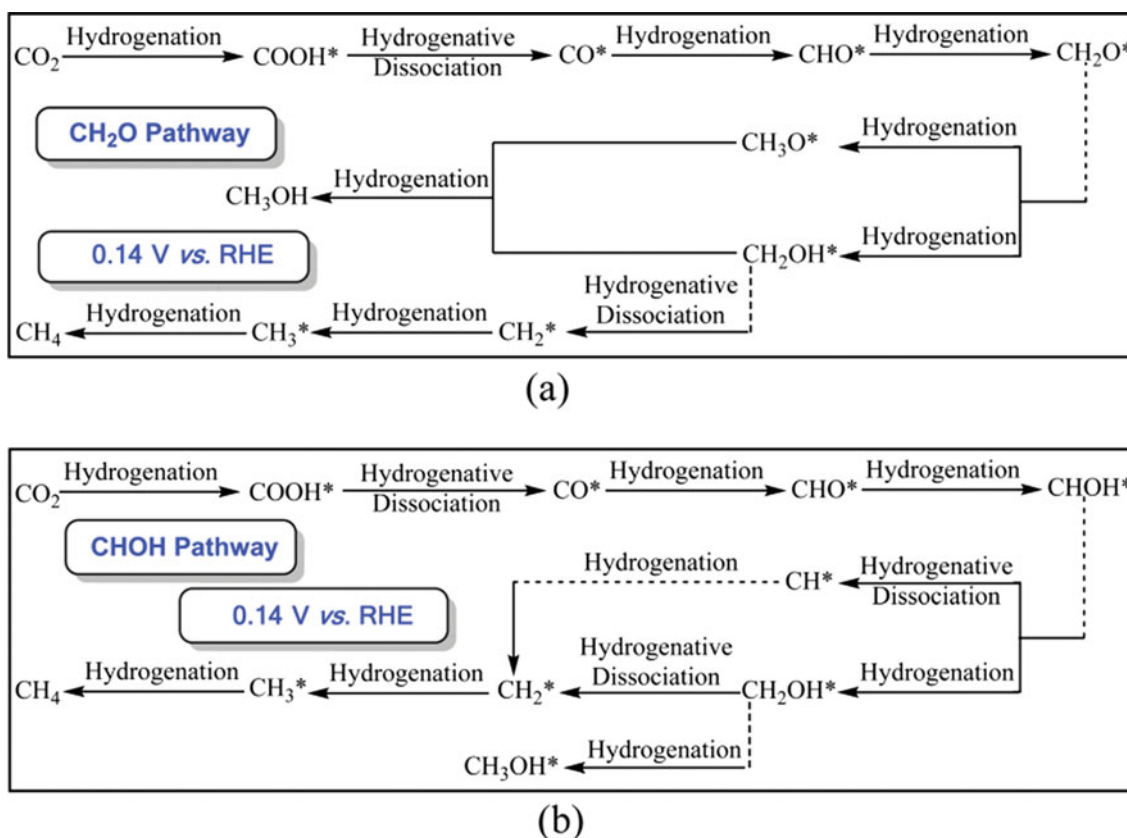 CO₂ Hydrogenation COOH* Hydrogenative Dissociation CO* Hydrogenation CHO* Hydrogenation CH₂O*
CH₂O Pathway
CH₃O* Hydrogenation
CH₃OH Hydrogenation
0.14 V vs. RHE
CH₂OH* Hydrogenation
CH₄ Hydrogenation CH₃* Hydrogenation CH₂* Hydrogenative Dissociation
(a)
CO₂ Hydrogenation COOH* Hydrogenative Dissociation CO* Hydrogenation CHO* Hydrogenation CHOH*
CHOH Pathway
Hydrogenation CH* Hydrogenative Dissociation
0.14 V vs. RHE
CH₄ Hydrogenation CH₃* Hydrogenation CH₂* Hydrogenative Dissociation CH₂OH* Hydrogenation
CH₃OH* Hydrogenation
(b)